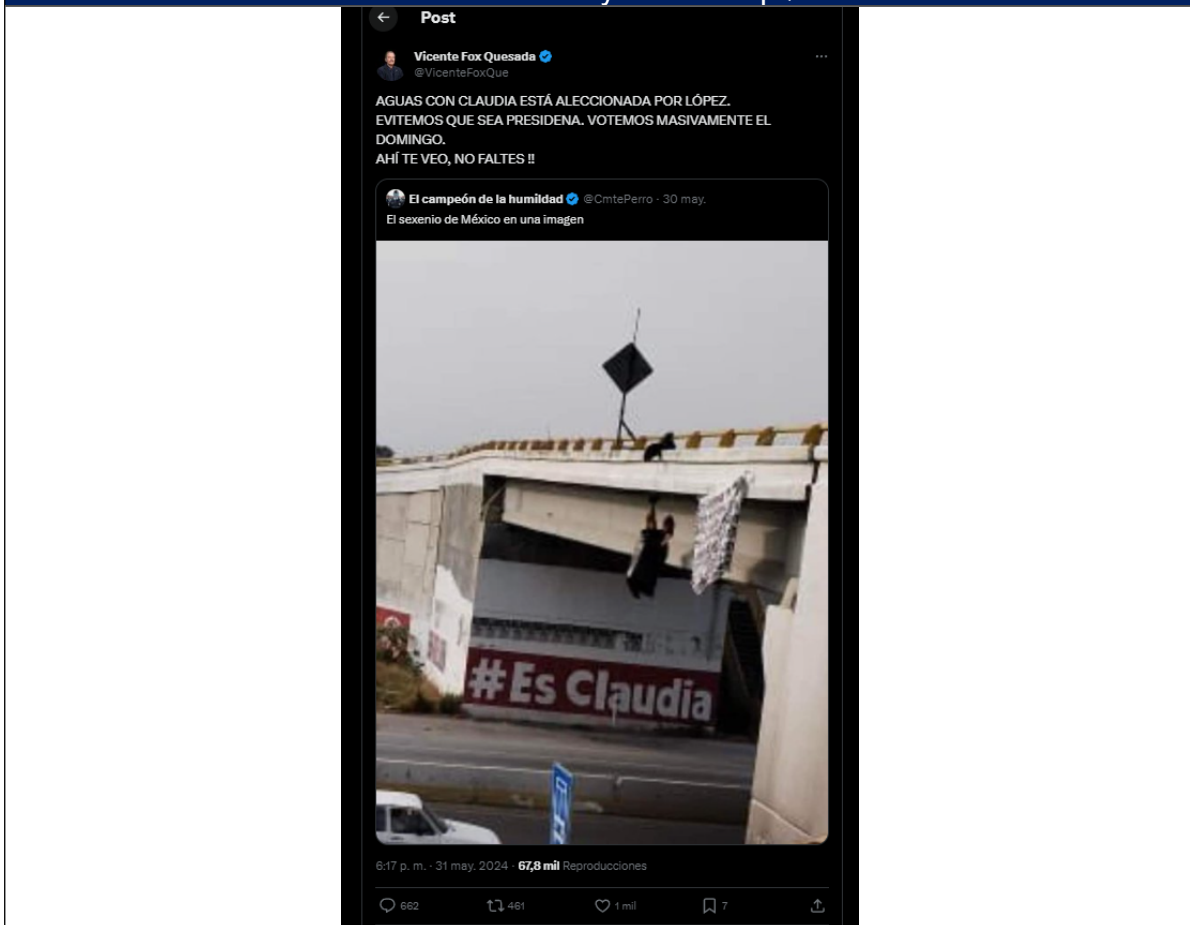 Post
Vicente Fox Quesada
@VicenteFoxQue
AGUAS CON CLAUDIA ESTÁ ALECCIONADA POR LÓPEZ.
EVITEMOS QUE SEA PRESIDENA. VOTEMOS MASIVAMENTE EL
DOMINGO.
AHÍ TE VEO, NO FALTES !!
El campeón de la humildad @CmtePerro · 30 may.
El sexenio de México en una imagen
#Es Claudia
6:17 p. m. · 31 may. 2024 · 67,8 mil Reproducciones
662 461 1 mil 7